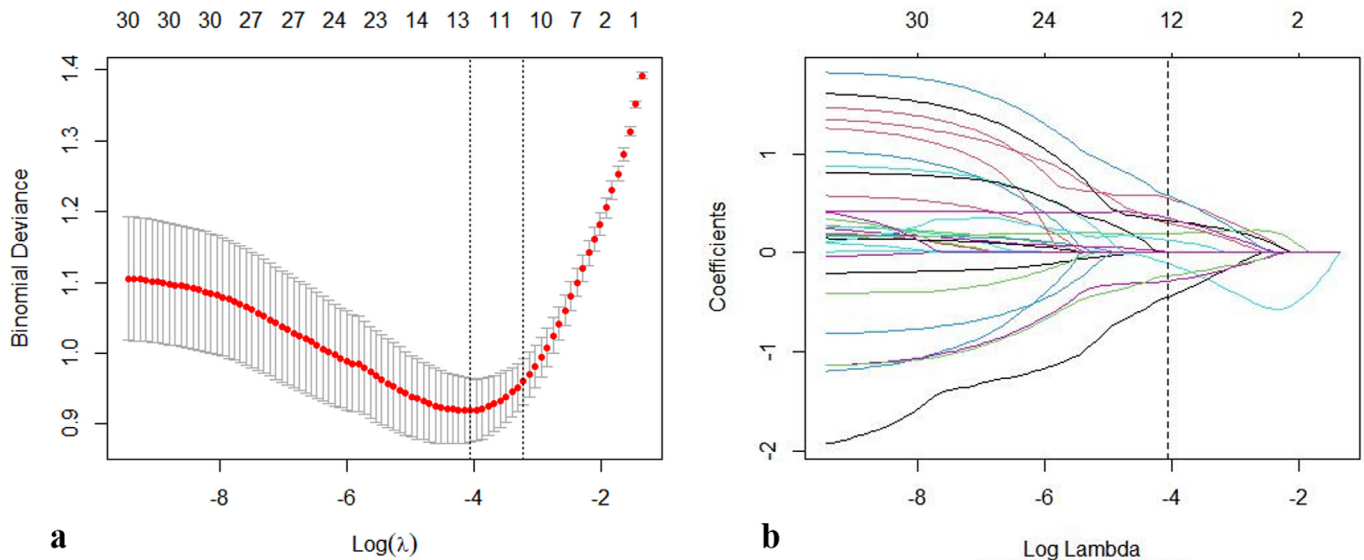 30 30 30 27 27 24 23 14 13 11 10 7 2 1
1.4
1.3
1.2
1.1
1.0
0.9
Binomial Deviance
-8 -6 -4 -2
Log(λ)
a
30 24 12 2
1
0
-1
-2
Coefficients
-8 -6 -4 -2
Log Lambda
b